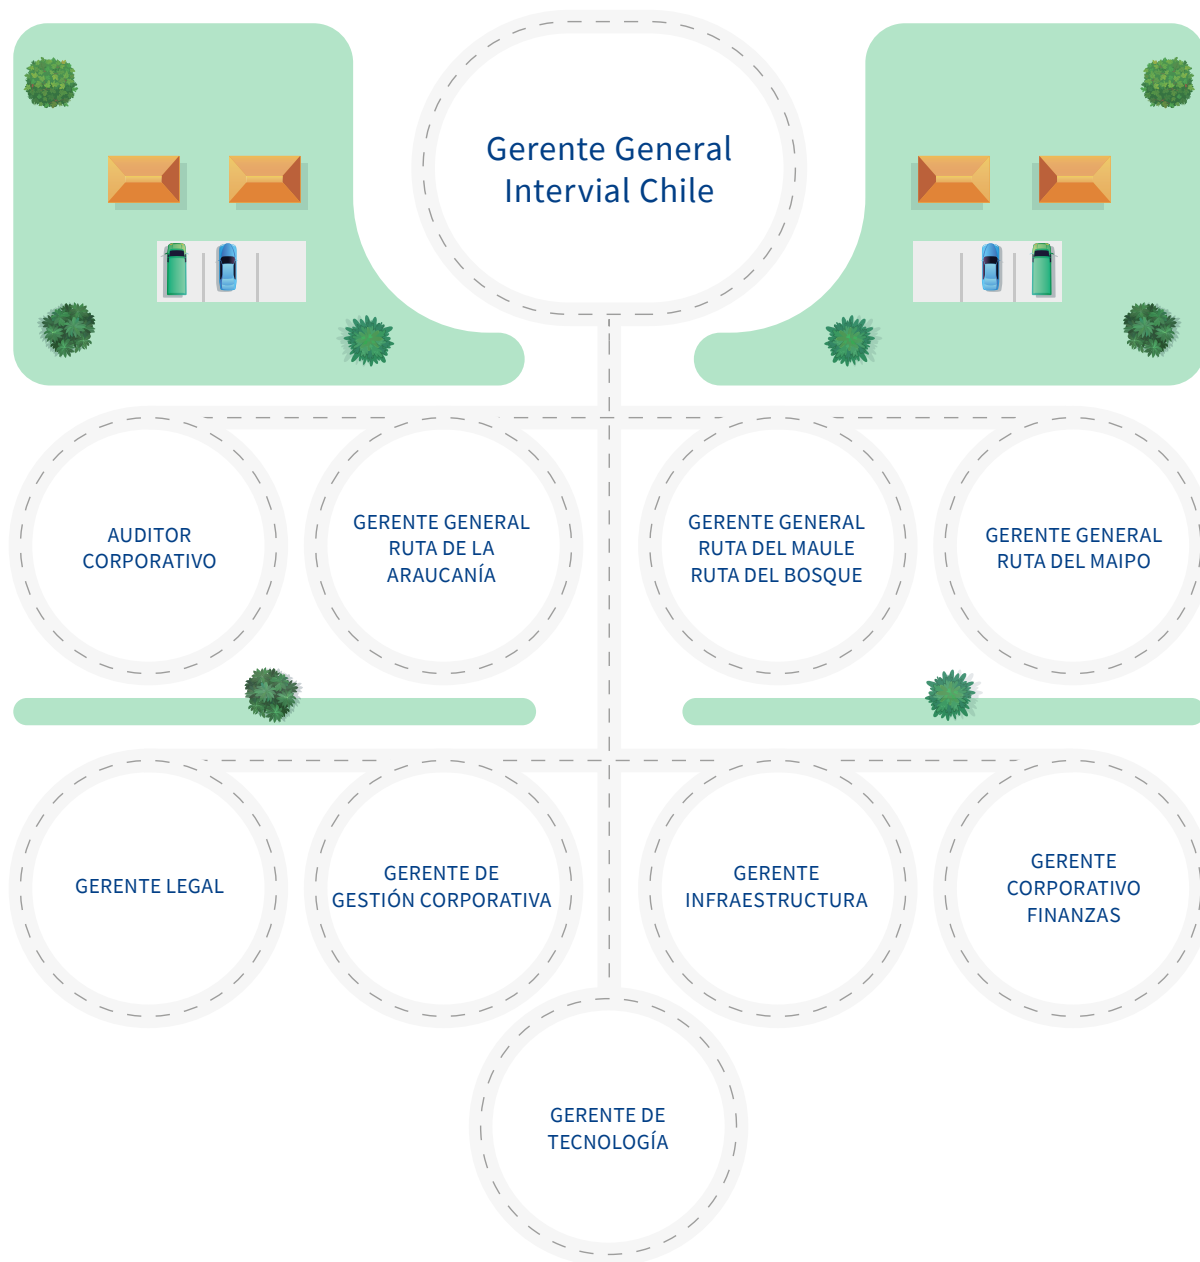 Gerente General
Intervial Chile
AUDITOR
CORPORATIVO
GERENTE GENERAL
RUTA DE LA
ARAUCANÍA
GERENTE GENERAL
RUTA DEL MAULE
RUTA DEL BOSQUE
GERENTE GENERAL
RUTA DEL MAIPO
GERENTE LEGAL
GERENTE DE
GESTIÓN CORPORATIVA
GERENTE
INFRAESTRUCTURA
GERENTE
CORPORATIVO
FINANZAS
GERENTE DE
TECNOLOGÍA